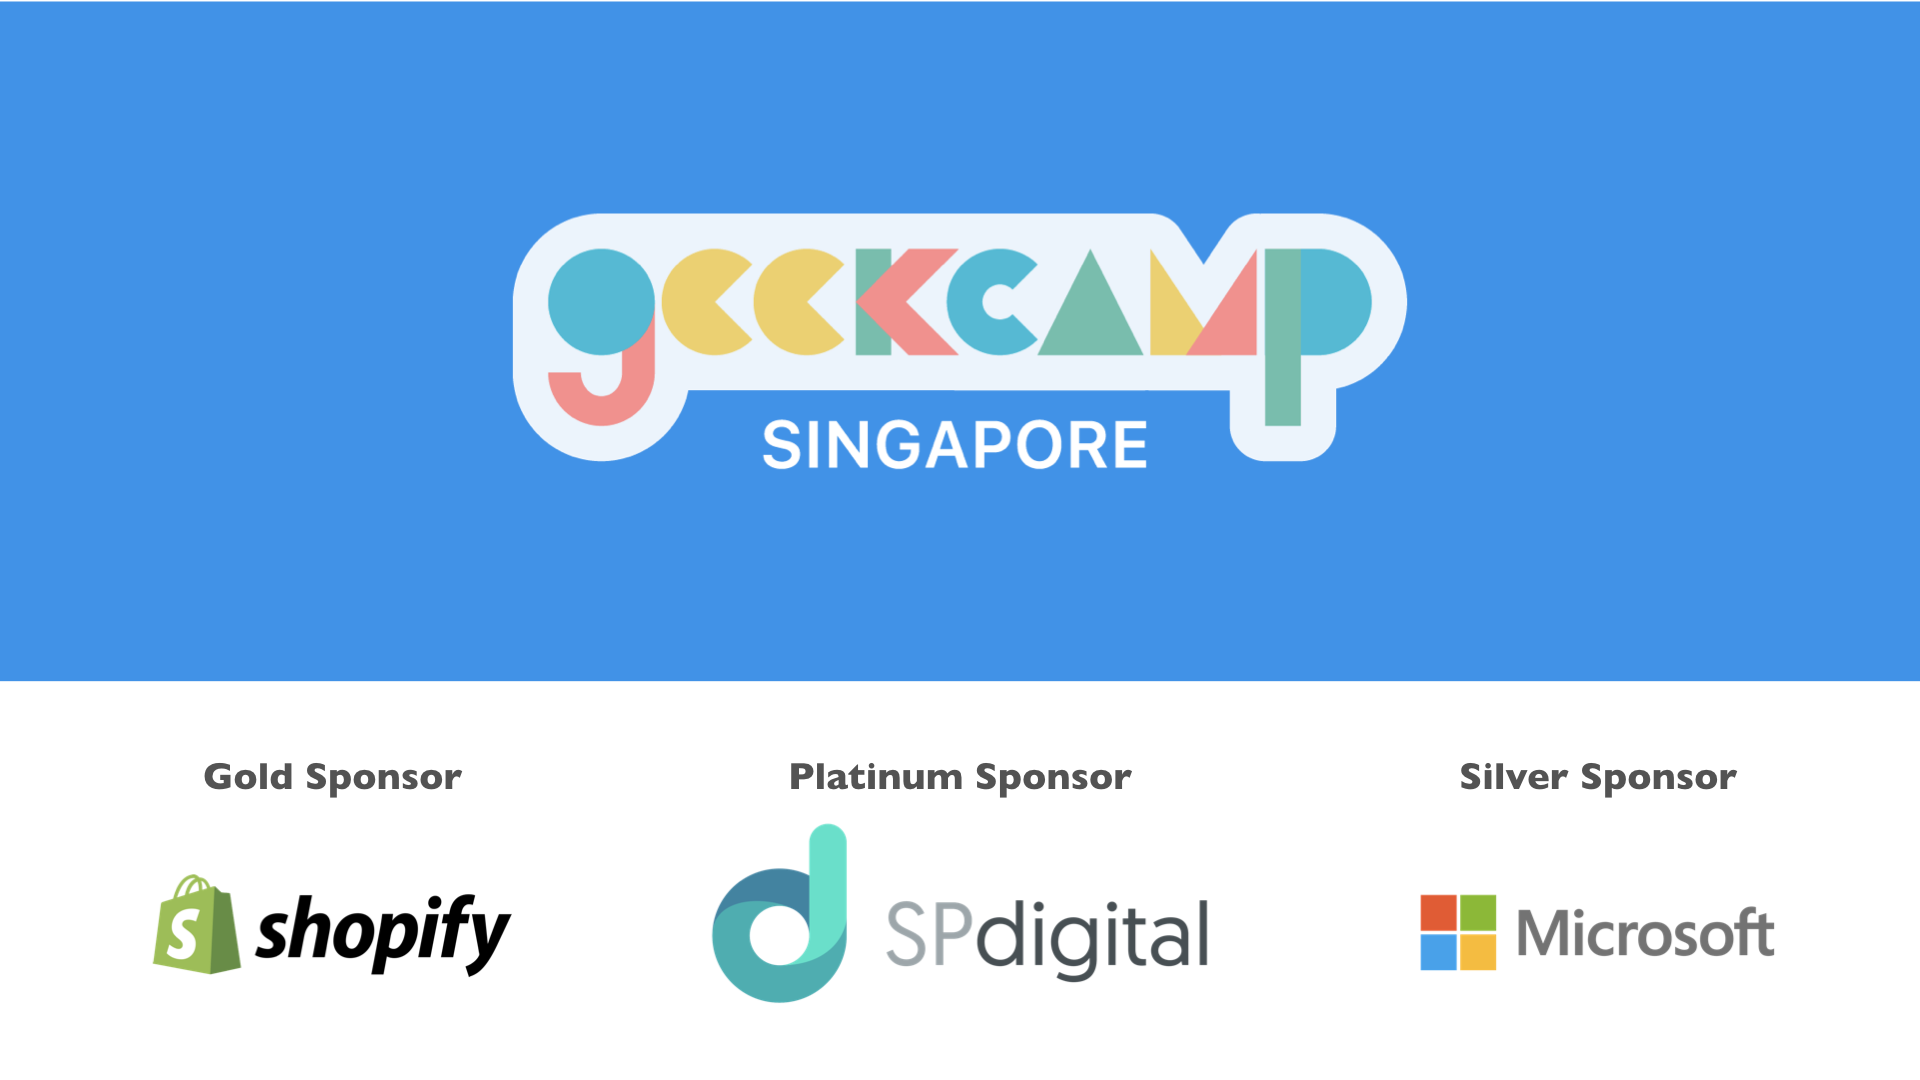 geekcamp
SINGAPORE
Gold Sponsor
Platinum Sponsor
Silver Sponsor
S shopify
SPdigital
Microsoft